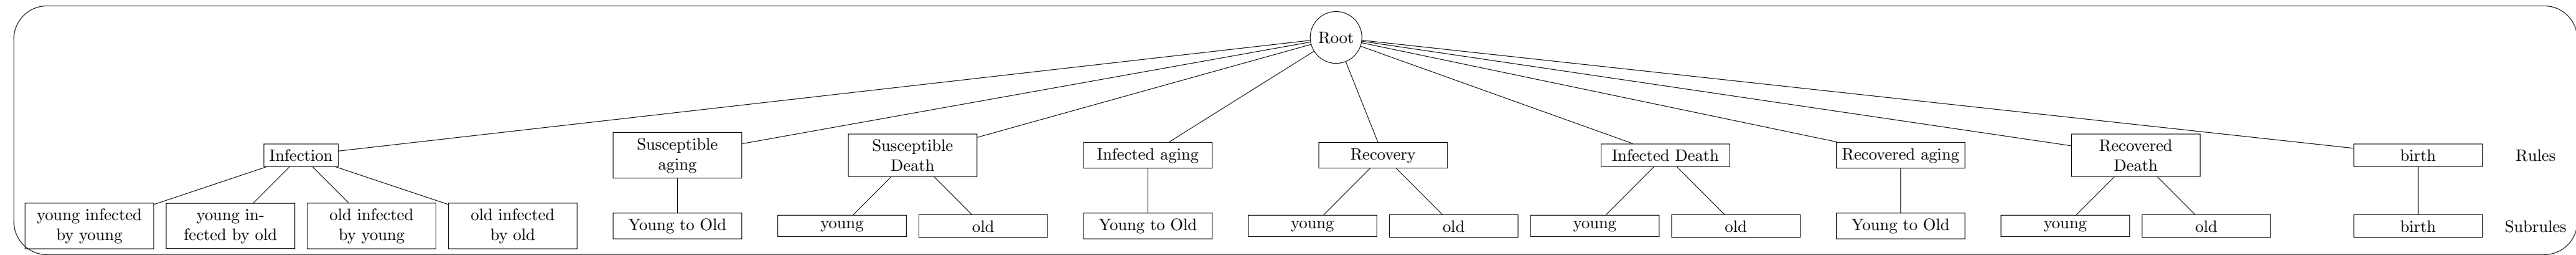 Root
Infection
Susceptible
aging
Susceptible
Death
Infected aging
Recovery
Infected Death
Recovered aging
Recovered
Death
birth
Rules
young infected
by young
young in-
fected by old
old infected
by young
old infected
by old
Young to Old
young
old
Young to Old
young
old
young
old
Young to Old
young
old
birth
Subrules